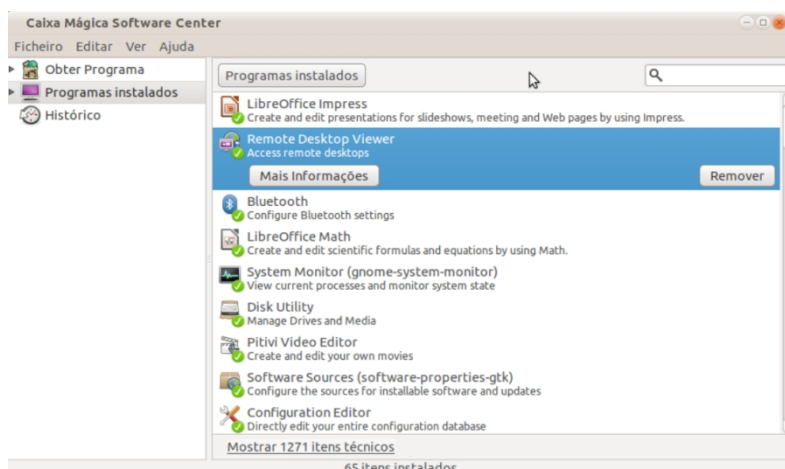 Caixa Mágica Software Center
Ficheiro Editar Ver Ajuda
Obter Programa
Programas instalados
Histórico
Programas instalados
LibreOffice Impress
Create and edit presentations for slideshows, meeting and Web pages by using Impress.
Remote Desktop Viewer
Access remote desktops
Mais Informações
Remover
Bluetooth
Configure Bluetooth settings
LibreOffice Math
Create and edit scientific formulas and equations by using Math.
System Monitor (gnome-system-monitor)
View current processes and monitor system state
Disk Utility
Manage Drives and Media
Pitivi Video Editor
Create and edit your own movies
Software Sources (software-properties-gtk)
Configure the sources for installable software and updates
Configuration Editor
Directly edit your entire configuration database
Mostrar 1271 itens técnicos
65 itens instalados